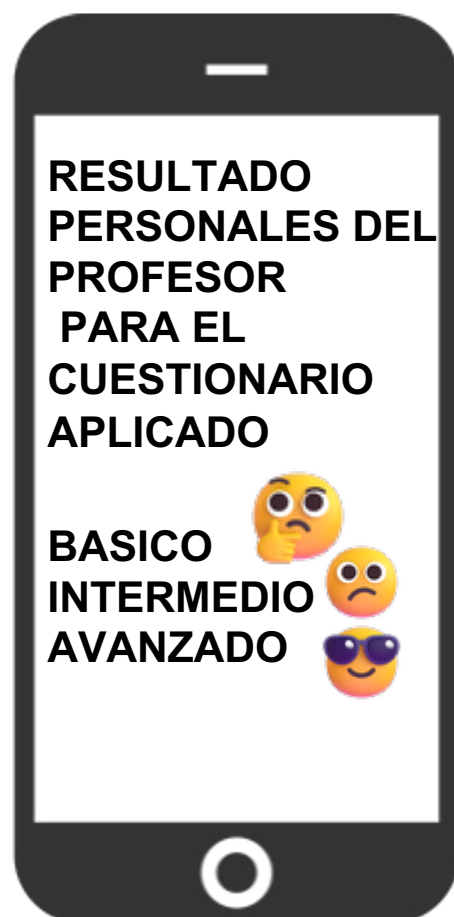 RESULTADO
PERSONALES DEL
PROFESOR
PARA EL
CUESTIONARIO
APLICADO
BASICO
INTERMEDIO
AVANZADO